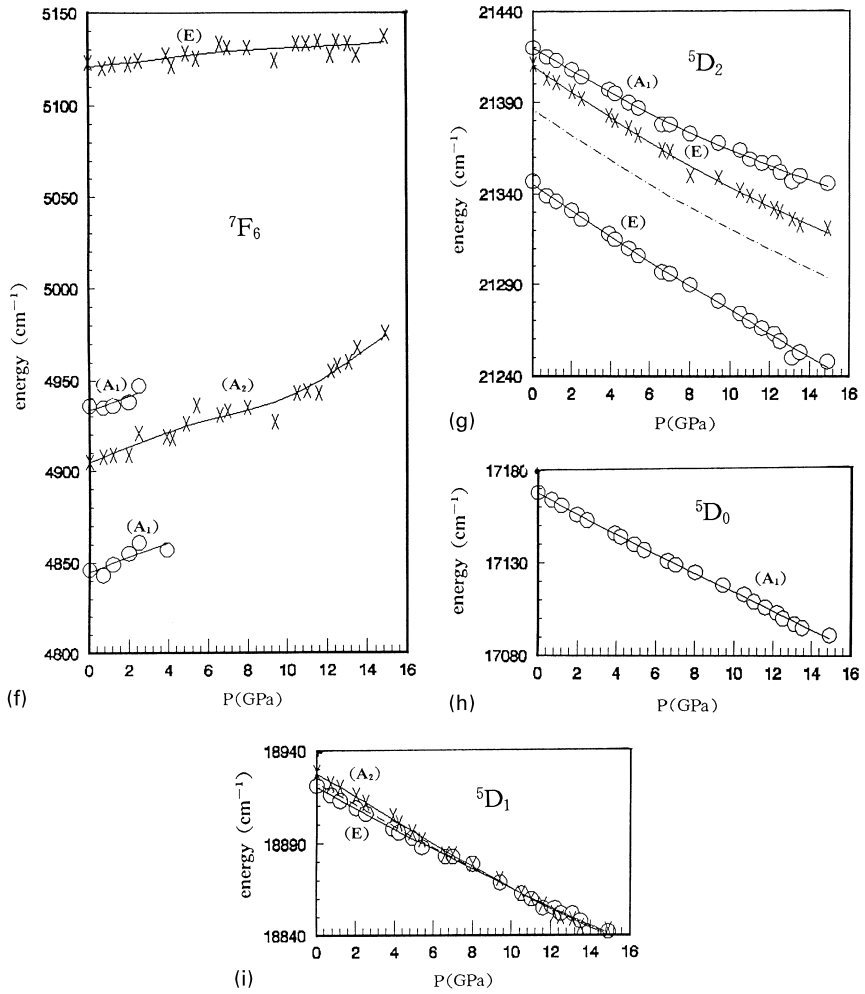 5150
5100
5050
5000
4950
4900
4850
4800
energy (cm⁻¹)
(E)
⁷F₆
(A₁)
(A₂)
(A₁)
0 2 4 6 8 10 12 14 16
P(GPa)
(f)
21440
21390
21340
21290
21240
energy (cm⁻¹)
⁵D₂
(A₁)
(E)
(E)
0 2 4 6 8 10 12 14 16
P(GPa)
(g)
17180
17130
17080
energy (cm⁻¹)
⁵D₀
(A₁)
0 2 4 6 8 10 12 14 16
P(GPa)
(h)
18940
18890
18840
energy (cm⁻¹)
(A₂)
⁵D₁
(E)
0 2 4 6 8 10 12 14 16
P(GPa)
(i)